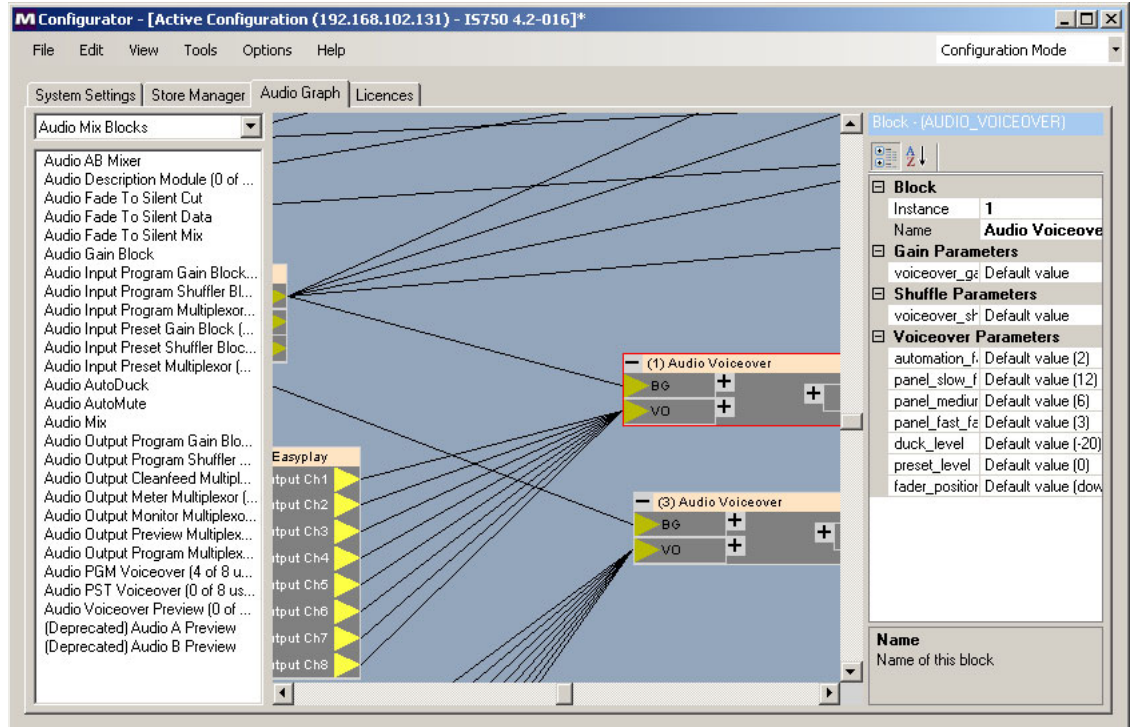 Configurator - [Active Configuration (192.168.102.131) - IS750 4.2-016]*
File Edit View Tools Options Help Configuration Mode
System Settings Store Manager Audio Graph Licences
Audio Mix Blocks
Audio AB Mixer
Audio Description Module (0 of ...
Audio Fade To Silent Cut
Audio Fade To Silent Data
Audio Fade To Silent Mix
Audio Gain Block
Audio Input Program Gain Block...
Audio Input Program Shuffler Bl...
Audio Input Program Multiplexor...
Audio Input Preset Gain Block (...
Audio Input Preset Shuffler Bloc...
Audio Input Preset Multiplexor (...
Audio AutoDuck
Audio AutoMute
Audio Mix
Audio Output Program Gain Blo...
Audio Output Program Shuffler ...
Audio Output Cleanfeed Multipl...
Audio Output Meter Multiplexor (...
Audio Output Monitor Multiplexo...
Audio Output Preview Multiplex...
Audio Output Program Multiplex...
Audio PGM Voiceover (4 of 8 u...
Audio PST Voiceover (0 of 8 us...
Audio Voiceover Preview (0 of ...
(Deprecated) Audio A Preview
(Deprecated) Audio B Preview
(1) Audio Voiceover
BG
VO
Easyplay
tput Ch1
tput Ch2
tput Ch3
tput Ch4
tput Ch5
tput Ch6
tput Ch7
tput Ch8
(3) Audio Voiceover
BG
VO
Block - (AUDIO_VOICEOVER)
Block
Instance 1
Name Audio Voiceove
Gain Parameters
voiceover_ga Default value
Shuffle Parameters
voiceover_sh Default value
Voiceover Parameters
automation_f Default value (2)
panel_slow_f Default value (12)
panel_mediur Default value (6)
panel_fast_fa Default value (3)
duck_level Default value (-20)
preset_level Default value (0)
fader_position Default value (dow
Name
Name of this block